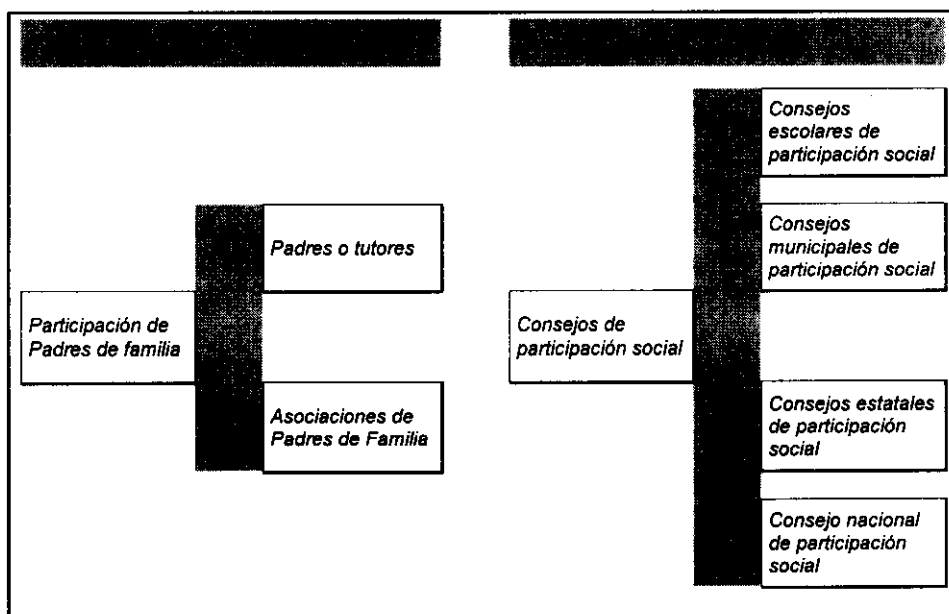 Participación de
Padres de familia
Padres o tutores
Asociaciones de
Padres de Familia
Consejos de
participación social
Consejos
escolares de
participación social
Consejos
municipales de
participación social
Consejos estatales
de participación
social
Consejo nacional
de participación
social